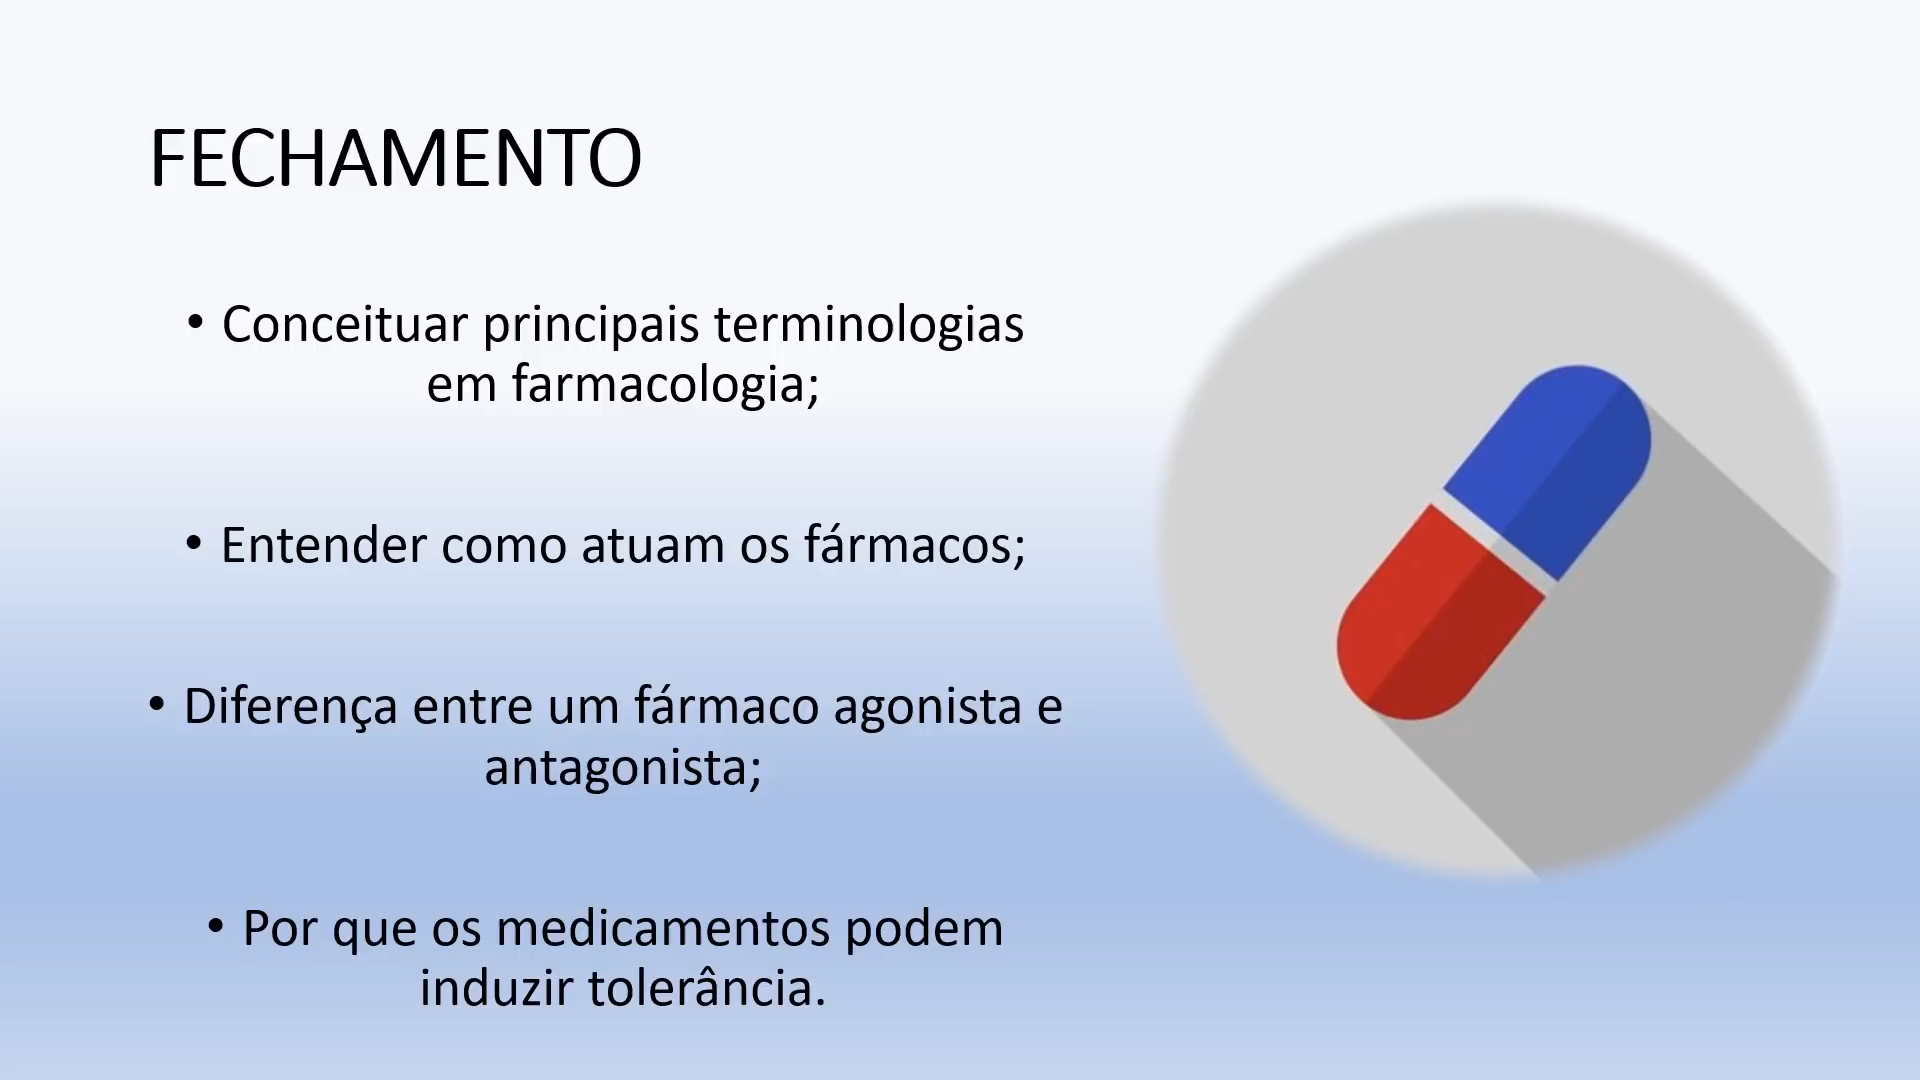 FECHAMENTO
• Conceituar principais terminologias
em farmacologia;
• Entender como atuam os fármacos;
• Diferença entre um fármaco agonista e
antagonista;
• Por que os medicamentos podem
induzir tolerância.